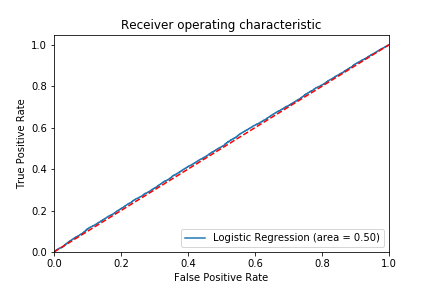 Receiver operating characteristic
1.0
0.8
0.6
0.4
0.2
0.0
True Positive Rate
Logistic Regression (area = 0.50)
0.0 0.2 0.4 0.6 0.8 1.0
False Positive Rate